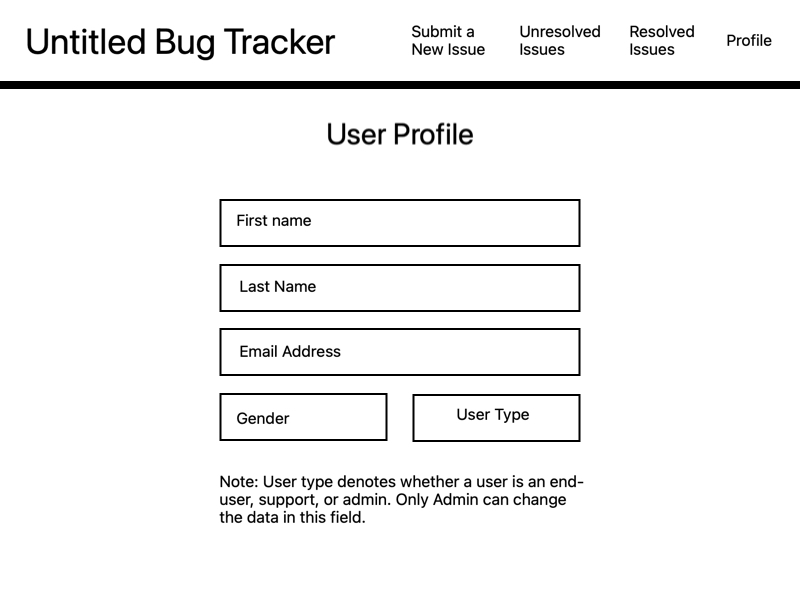 Untitled Bug Tracker
Submit a
New Issue
Unresolved
Issues
Resolved
Issues
Profile
User Profile
First name
Last Name
Email Address
Gender
User Type
Note: User type denotes whether a user is an end-
user, support, or admin. Only Admin can change
the data in this field.